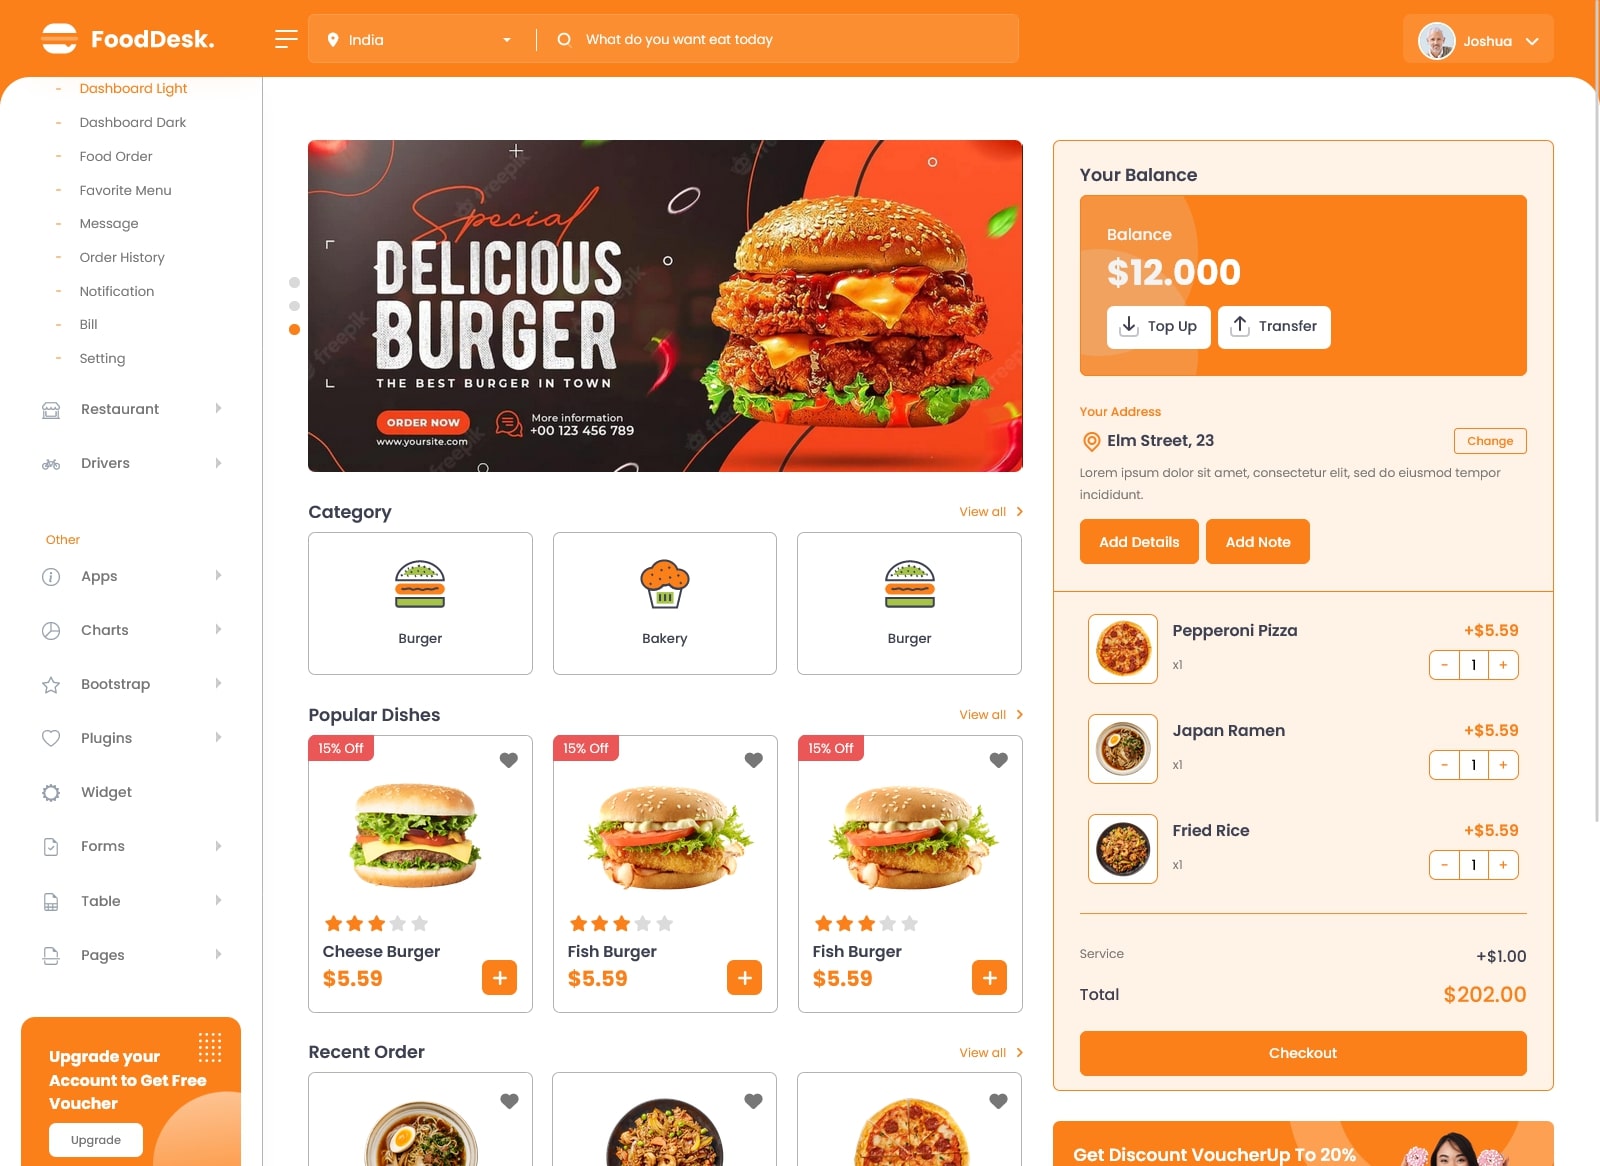 FoodDesk.
India
What do you want eat today
Joshua
Dashboard Light
Dashboard Dark
Food Order
Favorite Menu
Message
Order History
Notification
Bill
Setting
Restaurant
Drivers
Other
Apps
Charts
Bootstrap
Plugins
Widget
Forms
Table
Pages
Upgrade your
Account to Get Free
Voucher
Upgrade
Special
DELICIOUS
BURGER
THE BEST BURGER IN TOWN
ORDER NOW
www.yoursite.com
More information
+00 123 456 789
freepik
Category
View all
Burger
Bakery
Burger
Popular Dishes
View all
15% Off
Cheese Burger
$5.59
15% Off
Fish Burger
$5.59
15% Off
Fish Burger
$5.59
Recent Order
View all
Your Balance
Balance
$12.000
Top Up
Transfer
Your Address
Elm Street, 23
Change
Lorem ipsum dolor sit amet, consectetur elit, sed do eiusmod tempor
incididunt.
Add Details
Add Note
Pepperoni Pizza
+$5.59
x1
- 1 +
Japan Ramen
+$5.59
x1
- 1 +
Fried Rice
+$5.59
x1
- 1 +
Service
+$1.00
Total
$202.00
Checkout
Get Discount VoucherUp To 20%